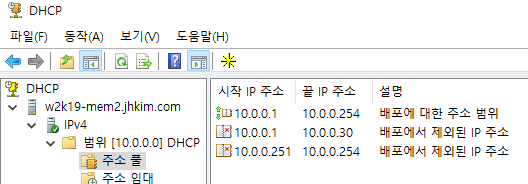 DHCP
파일(F) 동작(A) 보기(V) 도움말(H)
DHCP
w2k19-mem2.jhkim.com
IPv4
범위 [10.0.0.0] DHCP
주소 풀
주소 임대
시작 IP 주소 끝 IP 주소 설명
10.0.0.1 10.0.0.254 배포에 대한 주소 범위
10.0.0.1 10.0.0.30 배포에서 제외된 IP 주소
10.0.0.251 10.0.0.254 배포에서 제외된 IP 주소